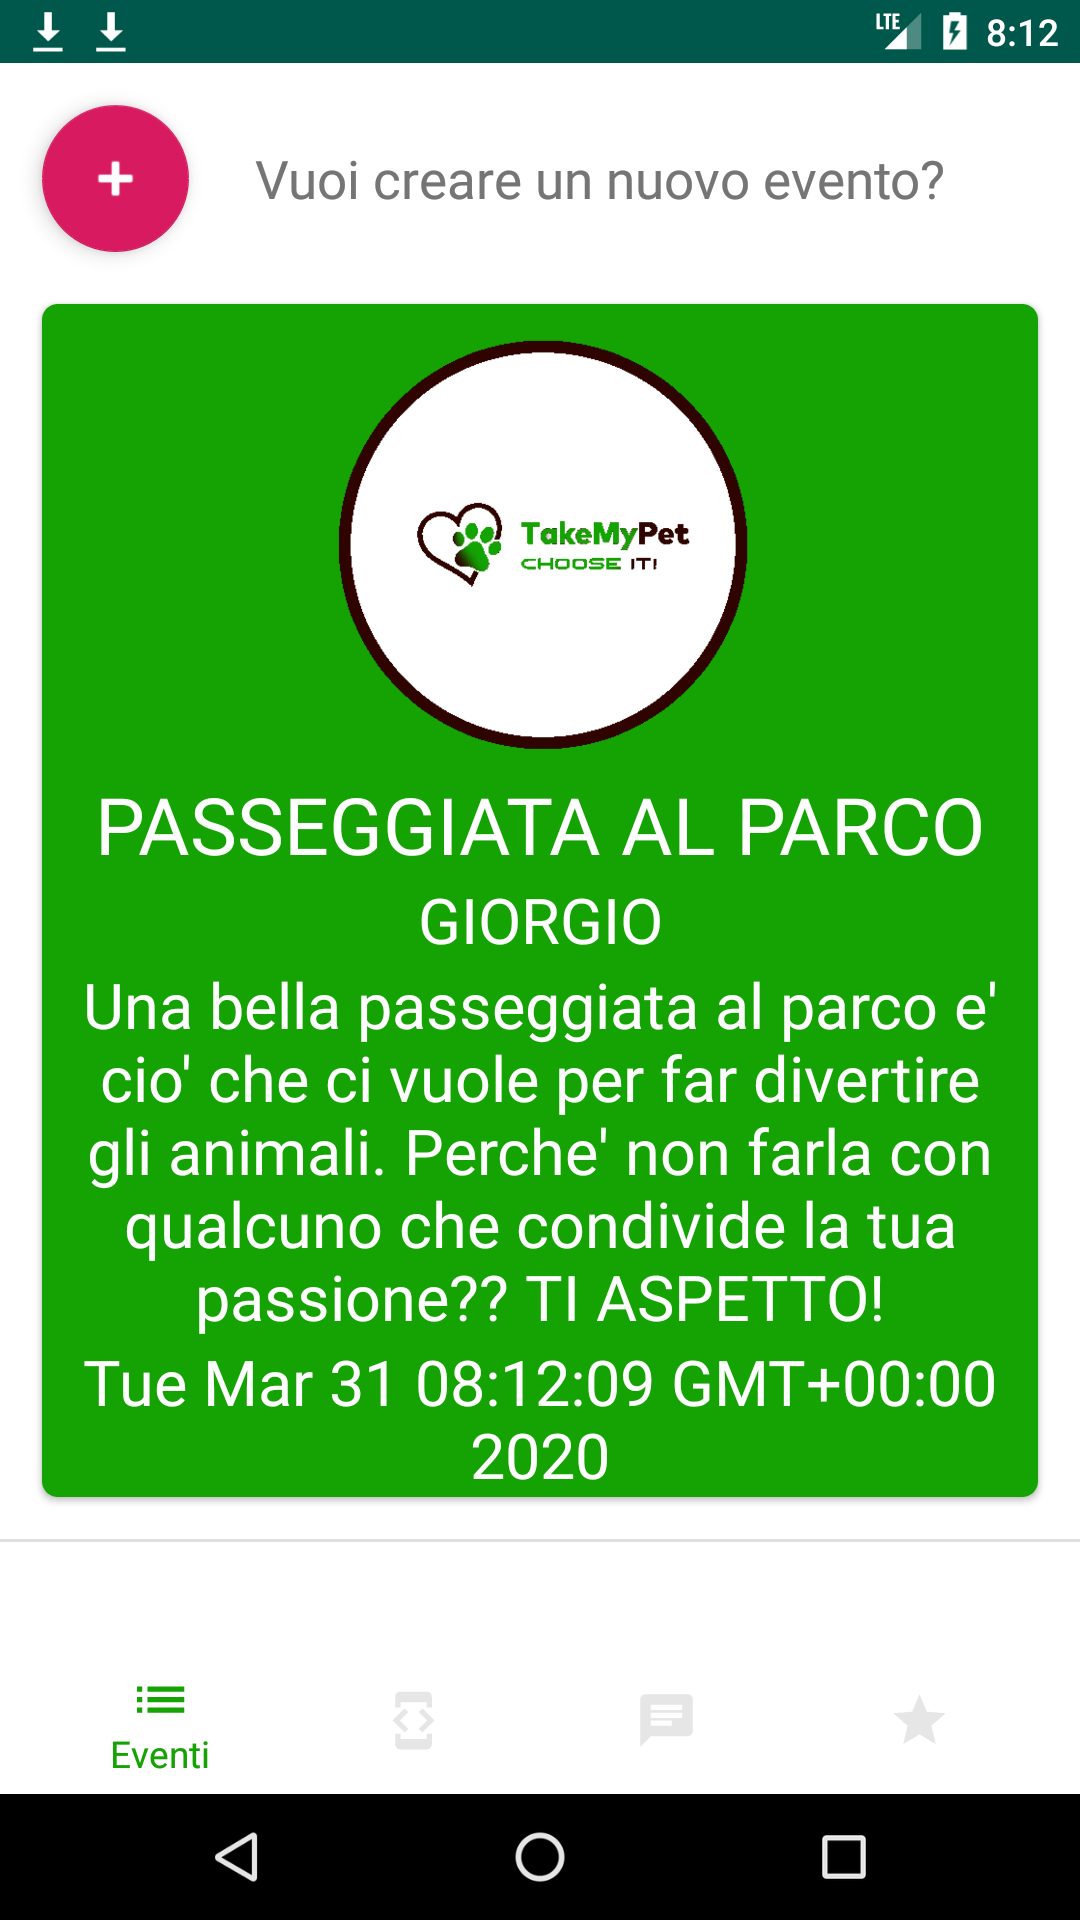 LTE 8:12
+ Vuoi creare un nuovo evento?
TakeMyPet
CHOOSE IT!
PASSEGGIATA AL PARCO
GIORGIO
Una bella passeggiata al parco e'
cio' che ci vuole per far divertire
gli animali. Perche' non farla con
qualcuno che condivide la tua
passione?? TI ASPETTO!
Tue Mar 31 08:12:09 GMT+00:00
2020
Eventi